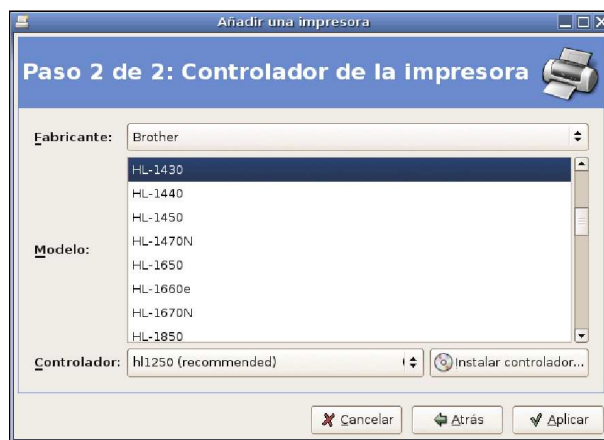 Añadir una impresora
Paso 2 de 2: Controlador de la impresora
Fabricante: Brother
HL-1430
HL-1440
HL-1450
HL-1470N
Modelo:
HL-1650
HL-1660e
HL-1670N
HL-1850
Controlador: hl1250 (recommended) Instalar controlador...
Cancelar Atrás Aplicar